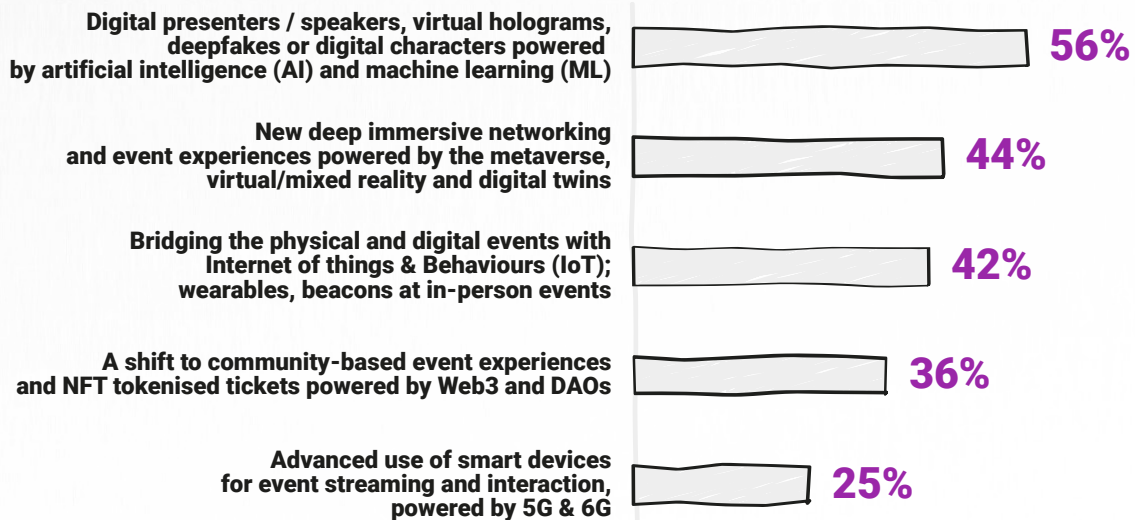 Digital presenters / speakers, virtual holograms,
deepfakes or digital characters powered
by artificial intelligence (AI) and machine learning (ML)
56%
New deep immersive networking
and event experiences powered by the metaverse,
virtual/mixed reality and digital twins
44%
Bridging the physical and digital events with
Internet of things & Behaviours (IoT);
wearables, beacons at in-person events
42%
A shift to community-based event experiences
and NFT tokenised tickets powered by Web3 and DAOs
36%
Advanced use of smart devices
for event streaming and interaction,
powered by 5G & 6G
25%